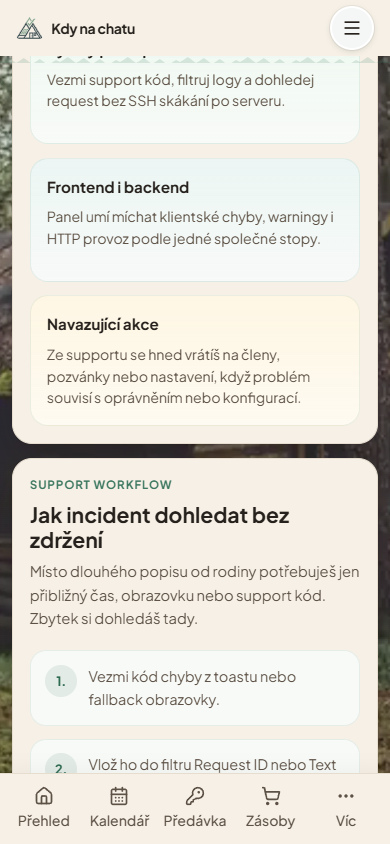 Kdy na chatu
Vezmi support kód, filtruj logy a dohledej
request bez SSH skákání po serveru.
Frontend i backend
Panel umí míchat klientské chyby, warningy i
HTTP provoz podle jedné společné stopy.
Navazující akce
Ze supportu se hned vrátíš na členy,
pozvánky nebo nastavení, když problém
souvisí s oprávněním nebo konfigurací.
SUPPORT WORKFLOW
Jak incident dohledat bez
zdržení
Místo dlouhého popisu od rodiny potřebuješ jen
přibližný čas, obrazovku nebo support kód.
Zbytek si dohledáš tady.
1.
Vezmi kód chyby z toastu nebo
fallback obrazovky.
2.
Vlož ho do filtru Request ID nebo Text
Přehled
Kalendář
Předávka
Zásoby
Víc